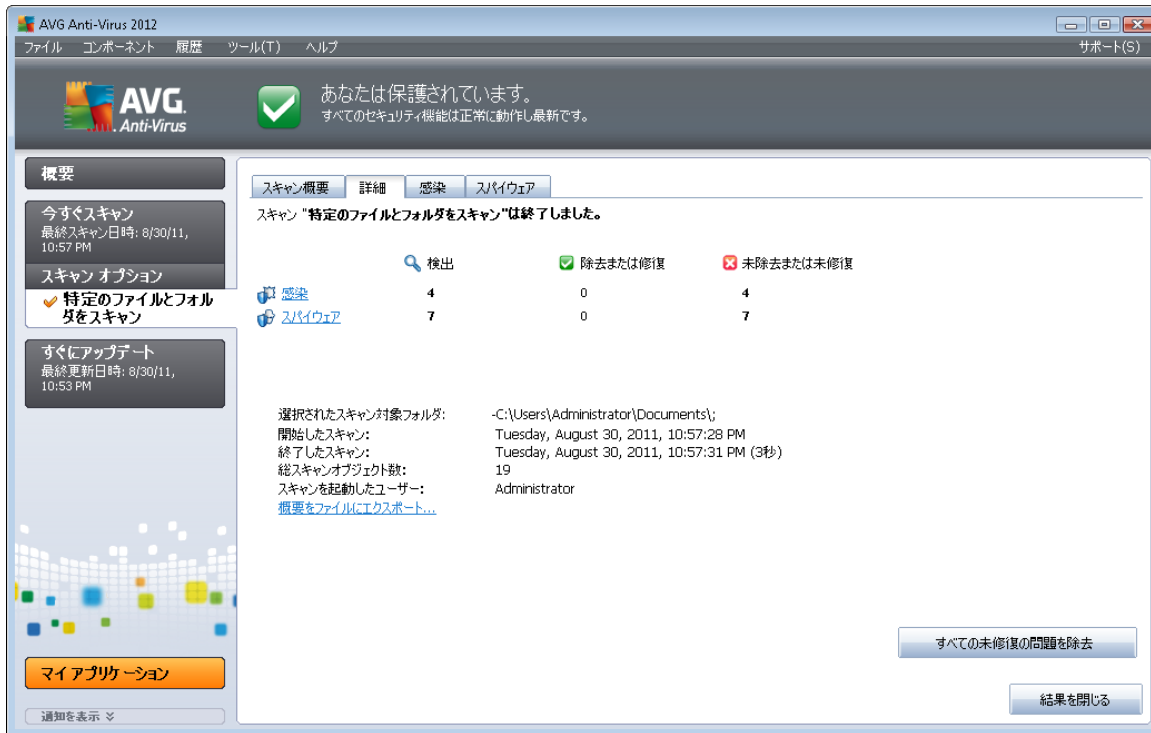 AVG Anti-Virus 2012
ファイル コンポーネント 履歴 ツール(T) ヘルプ サポート(S)
AVG.
Anti-Virus
あなたは保護されています。
すべてのセキュリティ機能は正常に動作し最新です。
概要
今すぐスキャン
最終スキャン日時: 8/30/11,
10:57 PM
スキャン オプション
特定のファイルとフォル
ダをスキャン
すぐにアップデート
最終更新日時: 8/30/11,
10:53 PM
マイ アプリケーション
通知を表示
スキャン概要 詳細 感染 スパイウェア
スキャン "特定のファイルとフォルダをスキャン"は終了しました。
検出 除去または修復 未除去または未修復
感染 4 0 4
スパイウェア 7 0 7
選択されたスキャン対象フォルダ: -C:\Users\Administrator\Documents\;
開始したスキャン: Tuesday, August 30, 2011, 10:57:28 PM
終了したスキャン: Tuesday, August 30, 2011, 10:57:31 PM (3秒)
総スキャンオブジェクト数: 19
スキャンを起動したユーザー: Administrator
概要をファイルにエクスポート...
すべての未修復の問題を除去
結果を閉じる